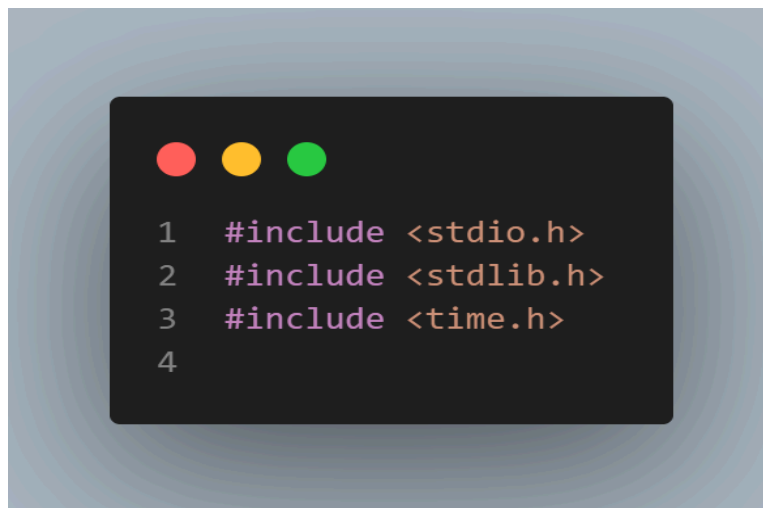 1 #include <stdio.h>
2 #include <stdlib.h>
3 #include <time.h>
4